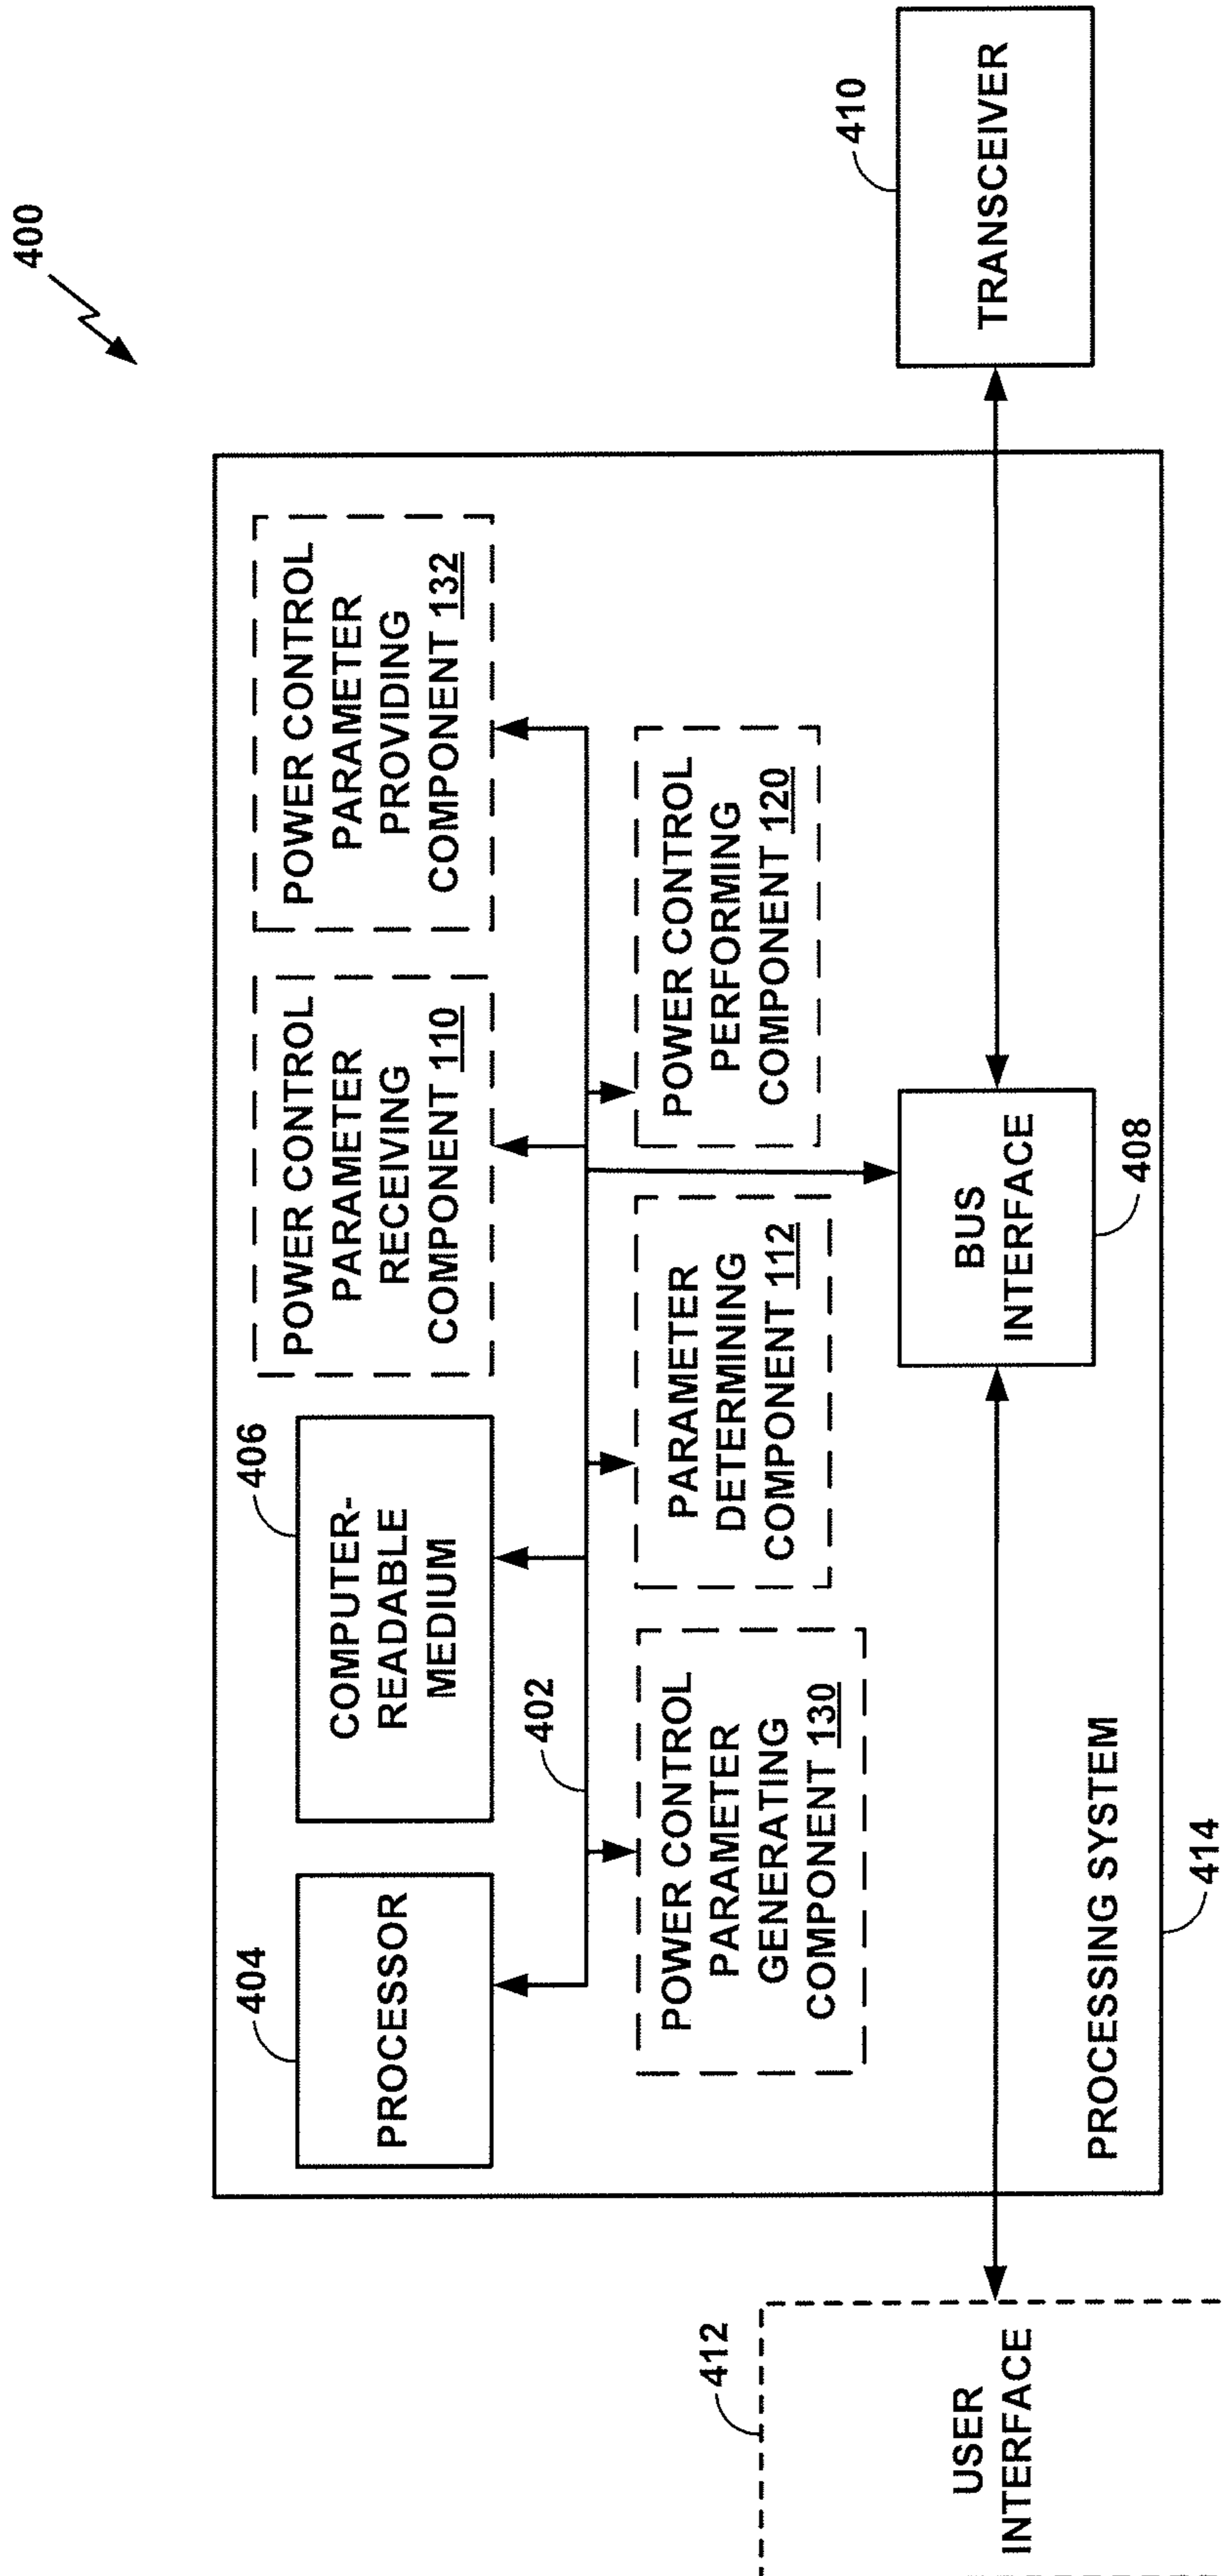 400
404
PROCESSOR
406
COMPUTER-
READABLE
MEDIUM
POWER CONTROL
PARAMETER
RECEIVING
COMPONENT 110
POWER CONTROL
PARAMETER
PROVIDING
COMPONENT 132
402
POWER CONTROL
PARAMETER
GENERATING
COMPONENT 130
PARAMETER
DETERMINING
COMPONENT 112
POWER CONTROL
PERFORMING
COMPONENT 120
412
USER
INTERFACE
BUS
INTERFACE
408
410
TRANSCEIVER
PROCESSING SYSTEM
414